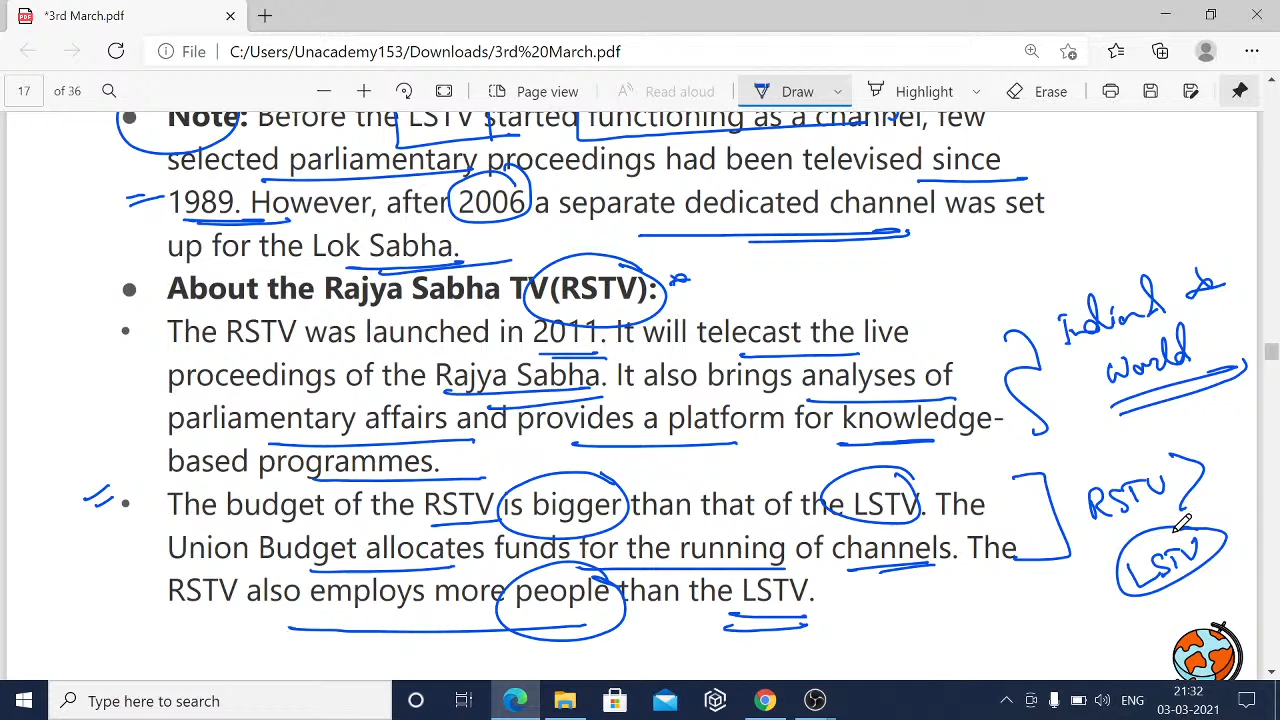 *3rd March.pdf
File C:/Users/Unacademy153/Downloads/3rd%20March.pdf
17 of 36 Page view Read aloud Draw Highlight Erase
Note: Before the LSTV started functioning as a channel, few
selected parliamentary proceedings had been televised since
1989. However, after 2006 a separate dedicated channel was set
up for the Lok Sabha.
About the Rajya Sabha TV(RSTV):
The RSTV was launched in 2011. It will telecast the live
proceedings of the Rajya Sabha. It also brings analyses of
parliamentary affairs and provides a platform for knowledge-
based programmes.
The budget of the RSTV is bigger than that of the LSTV. The
Union Budget allocates funds for the running of channels. The
RSTV also employs more people than the LSTV.
World
RSTV
LSTV
Type here to search
ENG
21:32
03-03-2021